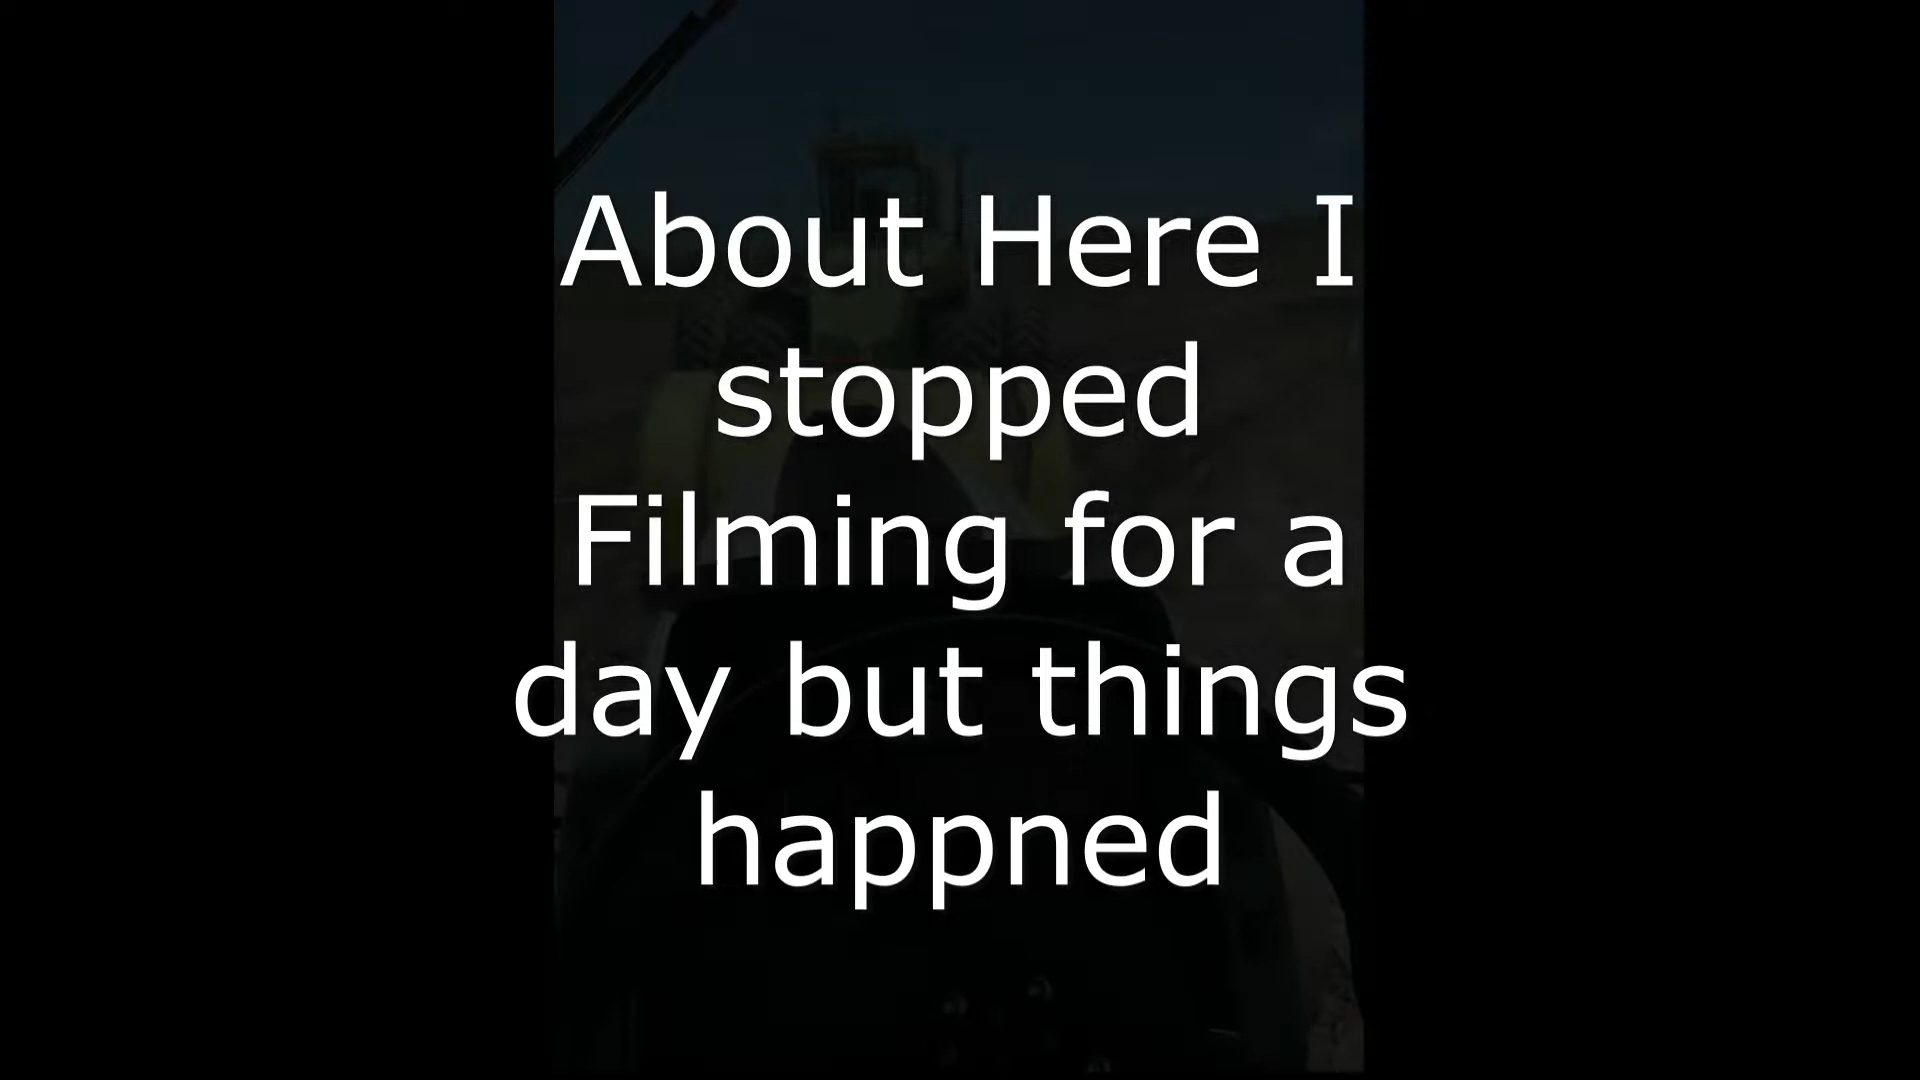 About Here I
stopped
Filming for a
day but things
happned